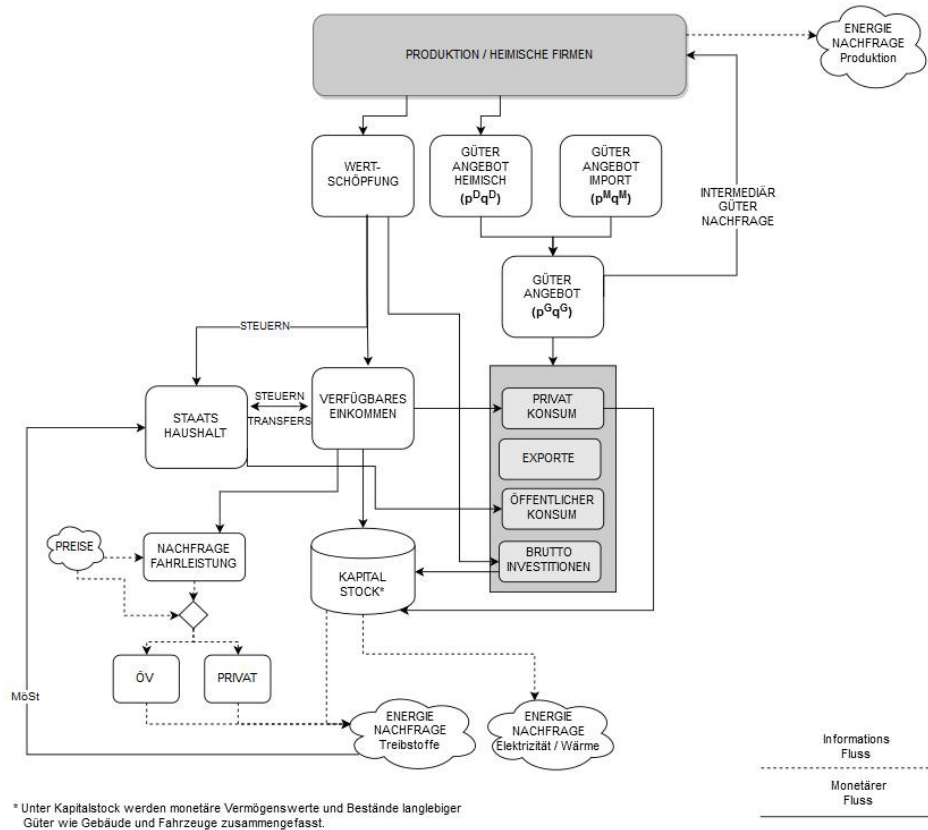 ENERGIE
NACHFRAGE
Produktion
PRODUKTION / HEIMISCHE FIRMEN
WERT-
SCHÖPFUNG
GÜTER
ANGEBOT
HEIMISCH
(pᴰqᴰ)
GÜTER
ANGEBOT
IMPORT
(pᴹqᴹ)
INTERMEDIÄR
GÜTER
NACHFRAGE
GÜTER
ANGEBOT
(pᴳqᴳ)
STEUERN
STAATS
HAUSHALT
STEUERN
TRANSFERS
VERFÜGBARES
EINKOMMEN
PRIVAT
KONSUM
EXPORTE
ÖFFENTLICHER
KONSUM
BRUTTO
INVESTITIONEN
PREISE
NACHFRAGE
FAHRLEISTUNG
KAPITAL
STOCK*
ÖV
PRIVAT
MöSt
ENERGIE
NACHFRAGE
Treibstoffe
ENERGIE
NACHFRAGE
Elektrizität / Wärme
Informations
Fluss
Monetärer
Fluss
* Unter Kapitalstock werden monetäre Vermögenswerte und Bestände langlebiger
Güter wie Gebäude und Fahrzeuge zusammengefasst.